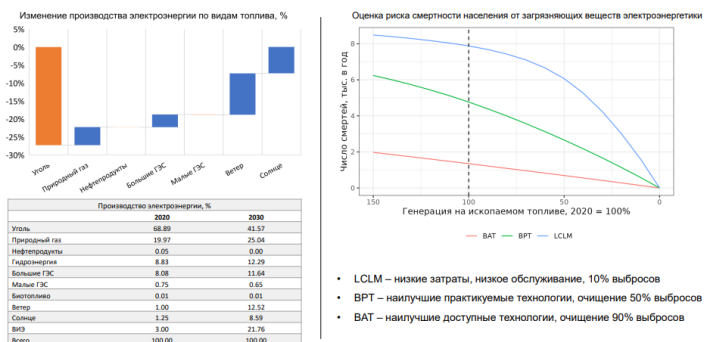 Изменение производства электроэнергии по видам топлива, %
5%
0%
-5%
-10%
-15%
-20%
-25%
-30%
Уголь
Природный газ
Нефтепродукты
Большие ГЭС
Малые ГЭС
Ветер
Солнце
Производство электроэнергии, %
2020 2030
Уголь 68.89 41.57
Природный газ 19.97 25.04
Нефтепродукты 0.05 0.00
Гидроэнергия 8.83 12.29
Большие ГЭС 8.08 11.64
Малые ГЭС 0.75 0.65
Биотопливо 0.01 0.01
Ветер 1.00 12.52
Солнце 1.25 8.59
ВИЭ 3.00 21.76
Всего 100.00 100.00
Оценка риска смертности населения от загрязняющих веществ электроэнергетики
Число смертей, тыс. в год
8
6
4
2
0
150 100 50 0
Генерация на ископаемом топливе, 2020 = 100%
BAT BPT LCLM
• LCLM – низкие затраты, низкое обслуживание, 10% выбросов
• BPT – наилучшие практикуемые технологии, очищение 50% выбросов
• BAT – наилучшие доступные технологии, очищение 90% выбросов